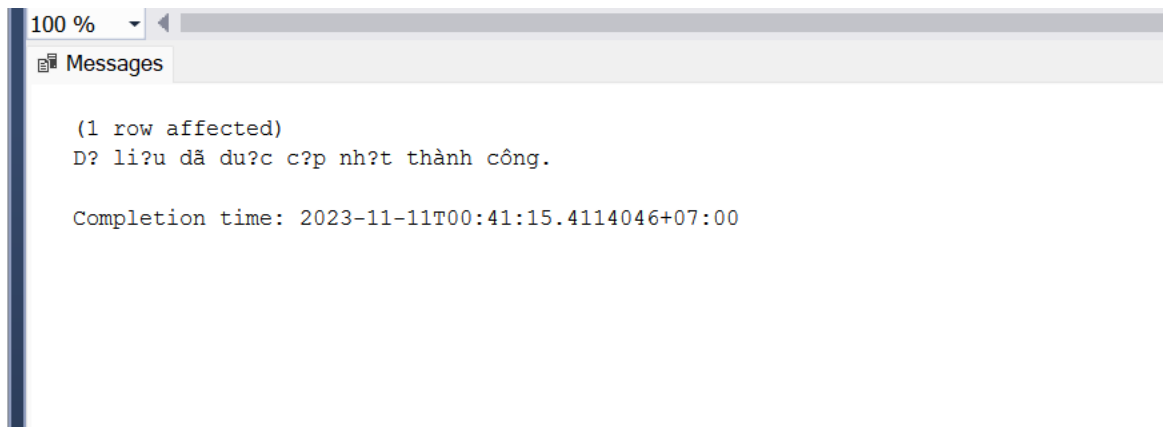 100 %
Messages
(1 row affected)
D? li?u dã du?c c?p nh?t thành công.
Completion time: 2023-11-11T00:41:15.4114046+07:00